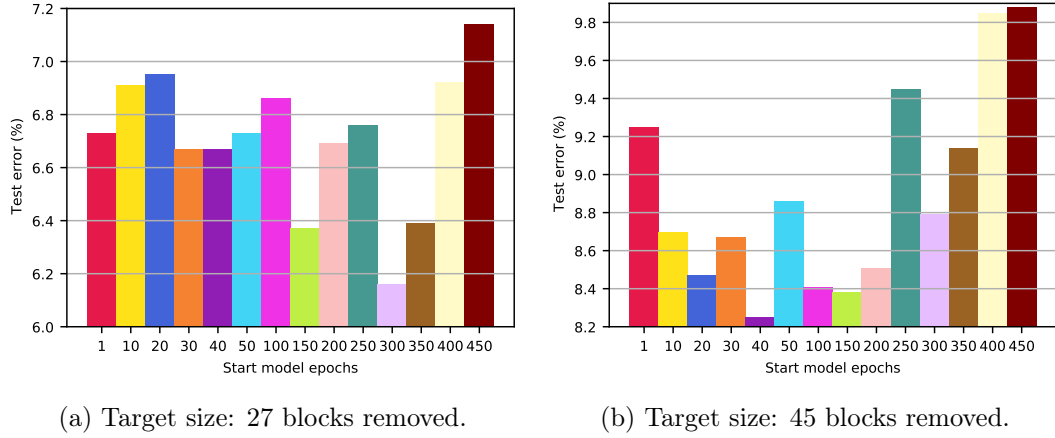 7.2
7.0
6.8
6.6
6.4
6.2
6.0
Test error (%)
1 10 20 30 40 50 100 150 200 250 300 350 400 450
Start model epochs
(a) Target size: 27 blocks removed.
9.8
9.6
9.4
9.2
9.0
8.8
8.6
8.4
8.2
Test error (%)
1 10 20 30 40 50 100 150 200 250 300 350 400 450
Start model epochs
(b) Target size: 45 blocks removed.